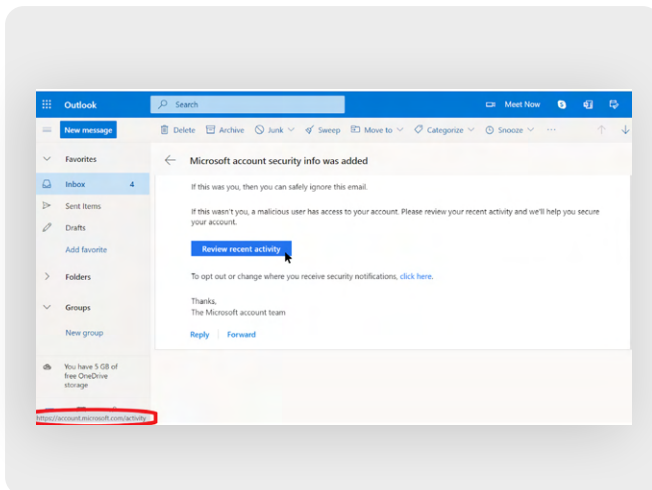 Outlook
Search
Meet Now
New message
Delete Archive Junk Sweep Move to Categorize Snooze ...
Favorites
Microsoft account security info was added
Inbox 4
If this was you, then you can safely ignore this email.
Sent Items
If this wasn't you, a malicious user has access to your account. Please review your recent activity and we'll help you secure
your account.
Drafts
Review recent activity
Add favorite
To opt out or change where you receive security notifications, click here.
Folders
Thanks,
The Microsoft account team
Groups
Reply Forward
New group
You have 5 GB of
free OneDrive
storage
https://account.microsoft.com/activity